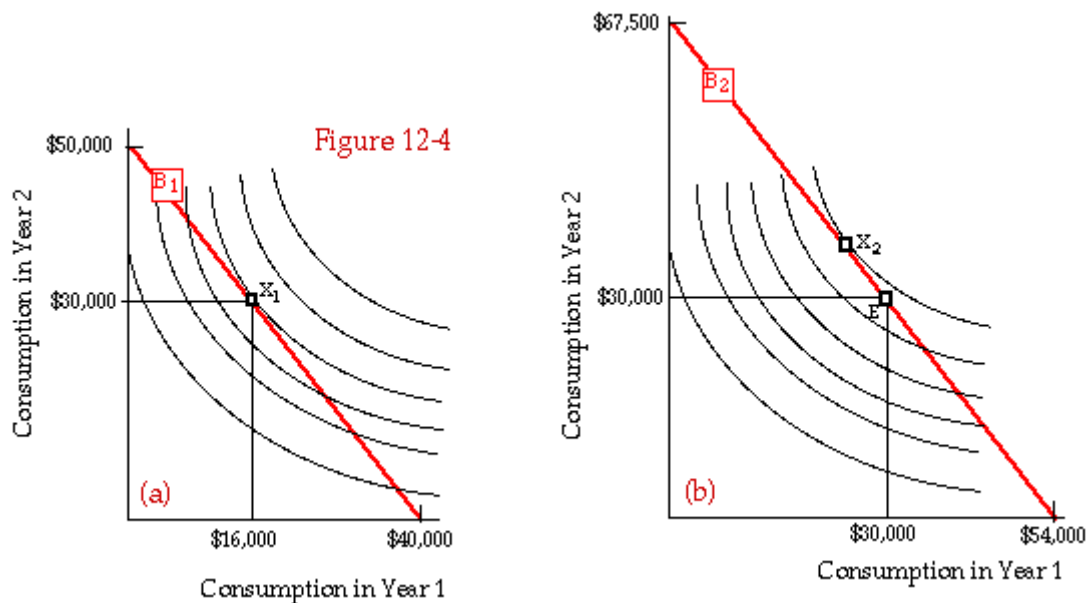 Figure 12-4
$50,000
B1
Consumption in Year 2
X1
$30,000
(a)
$16,000
$40,000
Consumption in Year 1
$67,500
B2
Consumption in Year 2
X2
$30,000
E
(b)
$30,000
$54,000
Consumption in Year 1